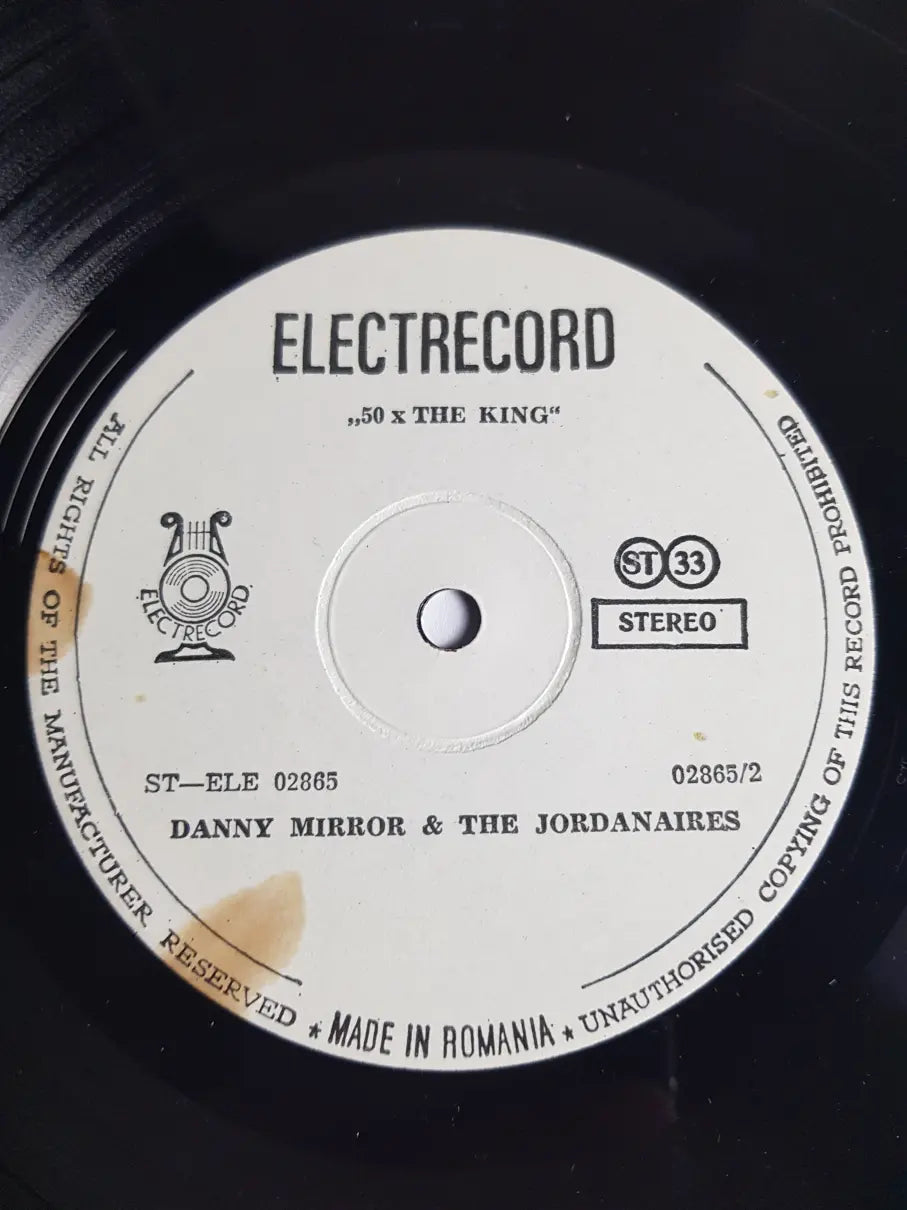 ELECTRECORD
„50 x THE KING“
ELECTRECORD.
ST 33
STEREO
ST—ELE 02865
02865/2
DANNY MIRROR & THE JORDANAIRES
ALL RIGHTS OF THE MANUFACTURER RESERVED ★ MADE IN ROMANIA ★ UNAUTHORISED COPYING OF THIS RECORD PROHIBITED